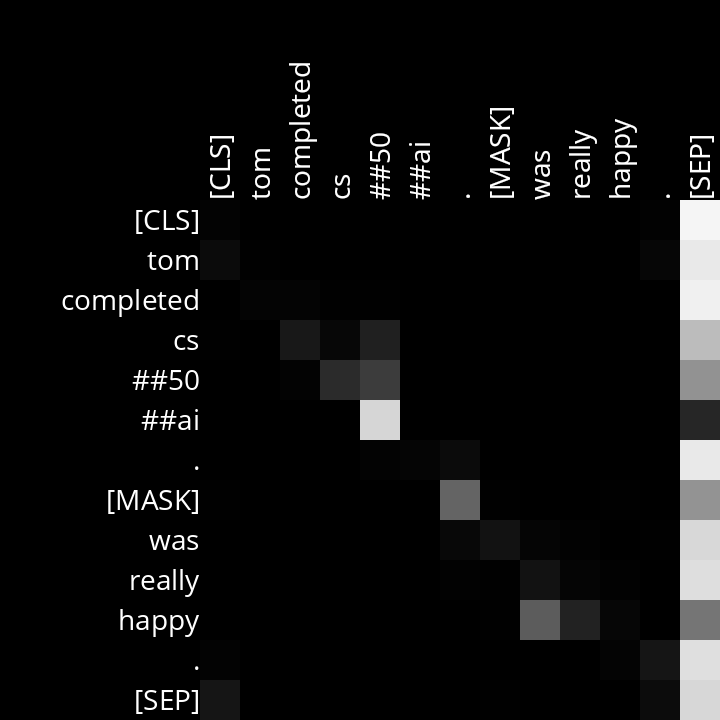 [CLS] tom completed cs ##50 ##ai . [MASK] was really happy . [SEP]
[CLS]
tom
completed
cs
##50
##ai
.
[MASK]
was
really
happy
.
[SEP]